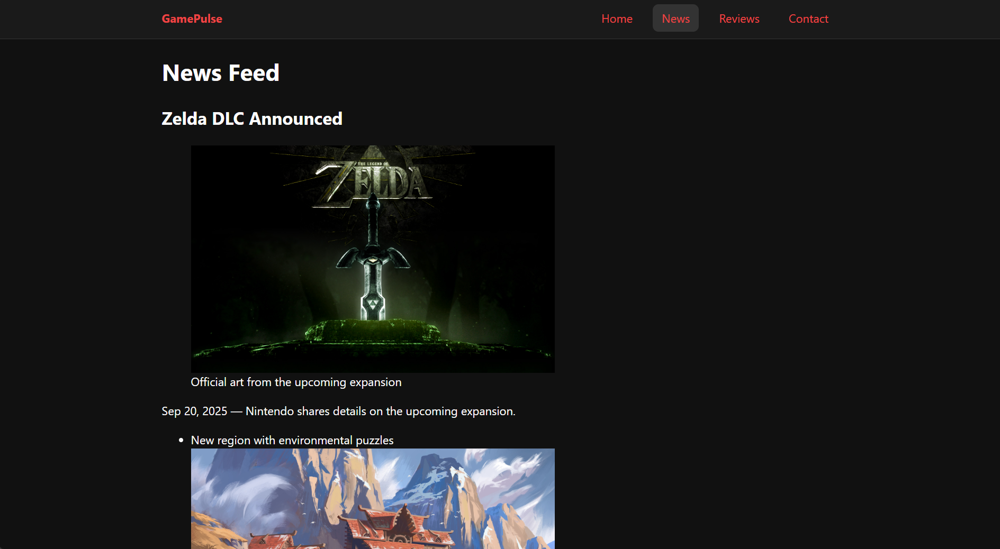 GamePulse
Home
News
Reviews
Contact
News Feed
Zelda DLC Announced
THE LEGEND OF
ZELDA
Official art from the upcoming expansion
Sep 20, 2025 — Nintendo shares details on the upcoming expansion.
• New region with environmental puzzles